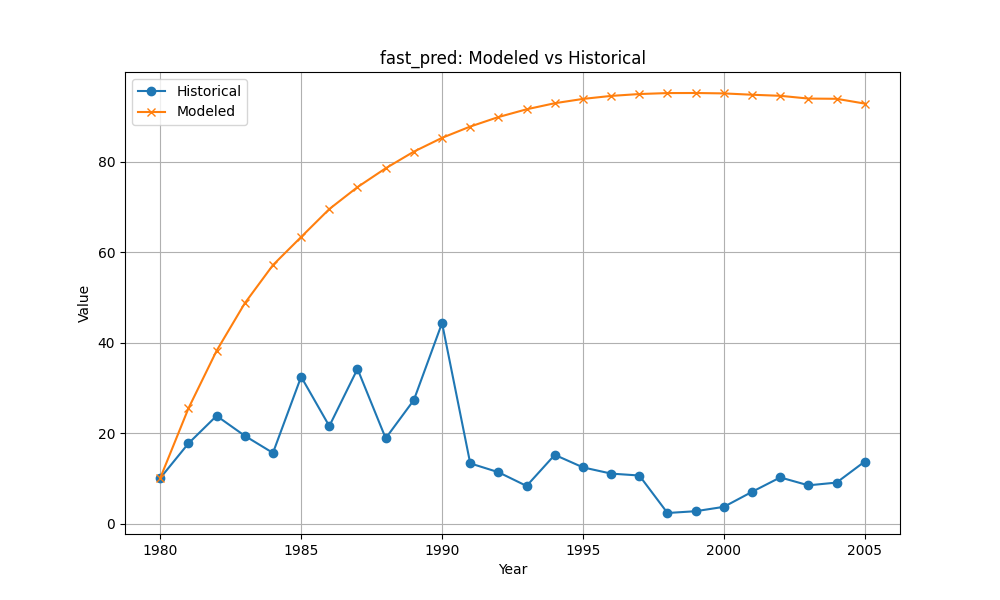 fast_pred: Modeled vs Historical
Historical
Modeled
Value
80
60
40
20
0
1980 1985 1990 1995 2000 2005
Year